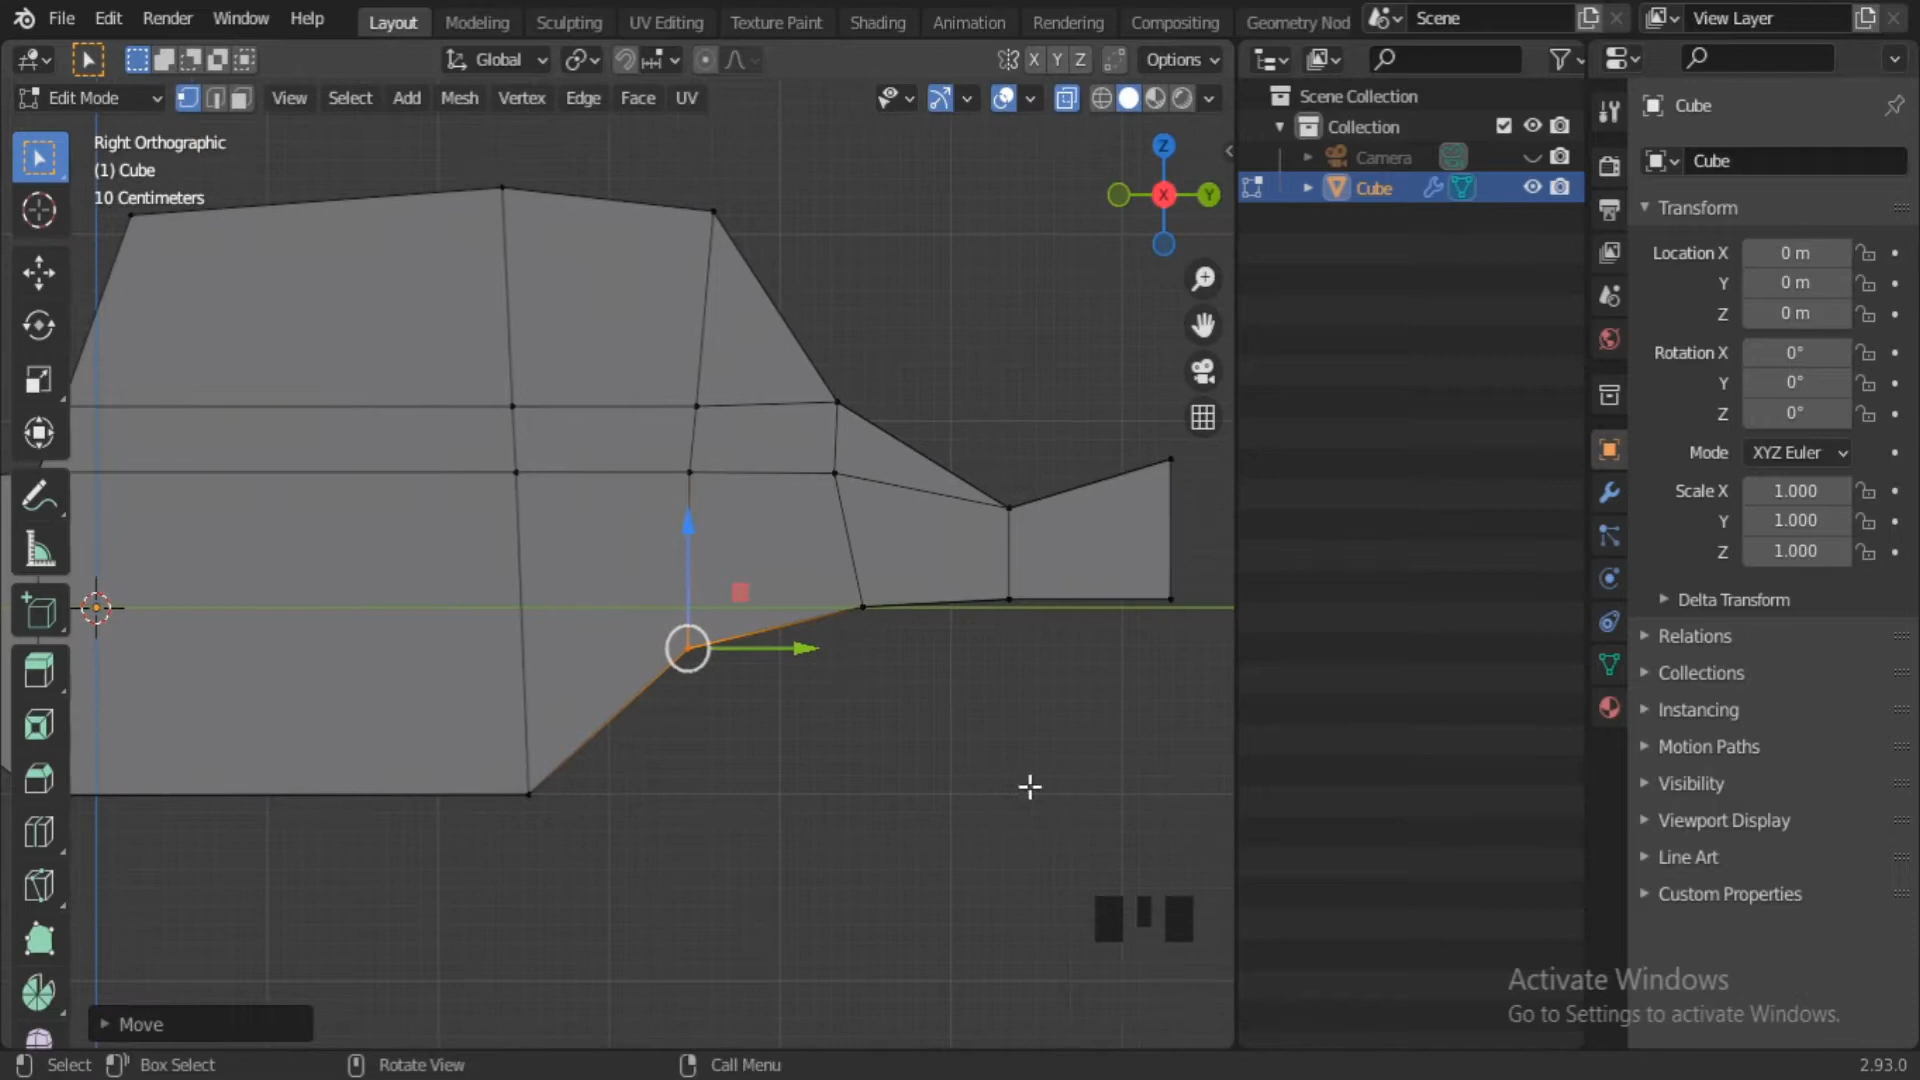 File Edit Render Window Help Layout Modeling Sculpting UV Editing Texture Paint Shading Animation Rendering Compositing Geometry Nod Scene View Layer
Global X Y Z Options
Edit Mode View Select Add Mesh Vertex Edge Face UV
Right Orthographic
(1) Cube
10 Centimeters
Z
X
Y
Scene Collection
Collection
Camera
Cube
Cube
Cube
Transform
Location X 0 m
Y 0 m
Z 0 m
Rotation X 0°
Y 0°
Z 0°
Mode XYZ Euler
Scale X 1.000
Y 1.000
Z 1.000
Delta Transform
Relations
Collections
Instancing
Motion Paths
Visibility
Viewport Display
Line Art
Custom Properties
Activate Windows
Go to Settings to activate Windows.
Move
Select Box Select Rotate View Call Menu 2.93.0